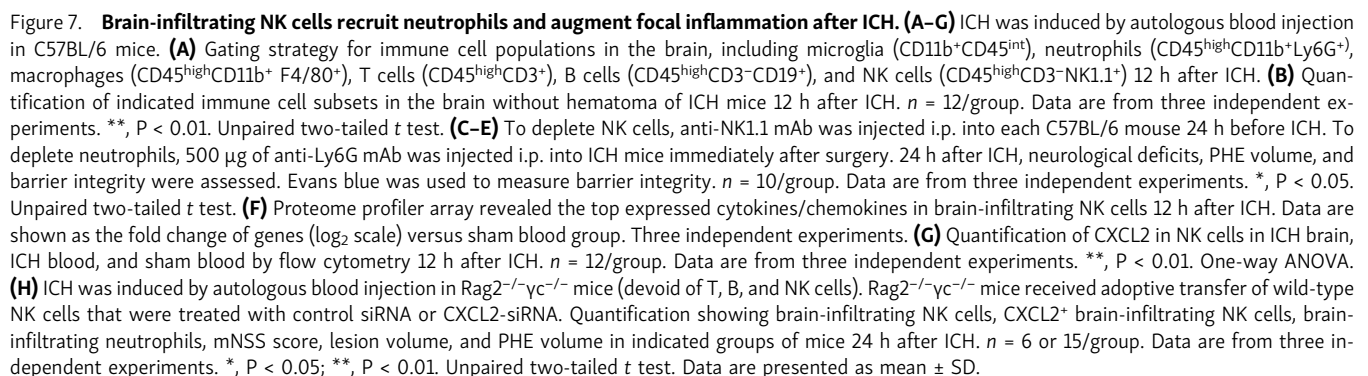 Figure 7. Brain-infiltrating NK cells recruit neutrophils and augment focal inflammation after ICH. (A–G) ICH was induced by autologous blood injection
in C57BL/6 mice. (A) Gating strategy for immune cell populations in the brain, including microglia (CD11b⁺CD45ⁱⁿᵗ), neutrophils (CD45ʰⁱᵍʰCD11b⁺Ly6G⁺),
macrophages (CD45ʰⁱᵍʰCD11b⁺ F4/80⁺), T cells (CD45ʰⁱᵍʰCD3⁺), B cells (CD45ʰⁱᵍʰCD3⁻CD19⁺), and NK cells (CD45ʰⁱᵍʰCD3⁻NK1.1⁺) 12 h after ICH. (B) Quan-
tification of indicated immune cell subsets in the brain without hematoma of ICH mice 12 h after ICH. n = 12/group. Data are from three independent ex-
periments. **, P < 0.01. Unpaired two-tailed t test. (C–E) To deplete NK cells, anti-NK1.1 mAb was injected i.p. into each C57BL/6 mouse 24 h before ICH. To
deplete neutrophils, 500 µg of anti-Ly6G mAb was injected i.p. into ICH mice immediately after surgery. 24 h after ICH, neurological deficits, PHE volume, and
barrier integrity were assessed. Evans blue was used to measure barrier integrity. n = 10/group. Data are from three independent experiments. *, P < 0.05.
Unpaired two-tailed t test. (F) Proteome profiler array revealed the top expressed cytokines/chemokines in brain-infiltrating NK cells 12 h after ICH. Data are
shown as the fold change of genes (log₂ scale) versus sham blood group. Three independent experiments. (G) Quantification of CXCL2 in NK cells in ICH brain,
ICH blood, and sham blood by flow cytometry 12 h after ICH. n = 12/group. Data are from three independent experiments. **, P < 0.01. One-way ANOVA.
(H) ICH was induced by autologous blood injection in Rag2⁻/⁻γc⁻/⁻ mice (devoid of T, B, and NK cells). Rag2⁻/⁻γc⁻/⁻ mice received adoptive transfer of wild-type
NK cells that were treated with control siRNA or CXCL2-siRNA. Quantification showing brain-infiltrating NK cells, CXCL2⁺ brain-infiltrating NK cells, brain-
infiltrating neutrophils, mNSS score, lesion volume, and PHE volume in indicated groups of mice 24 h after ICH. n = 6 or 15/group. Data are from three in-
dependent experiments. *, P < 0.05; **, P < 0.01. Unpaired two-tailed t test. Data are presented as mean ± SD.